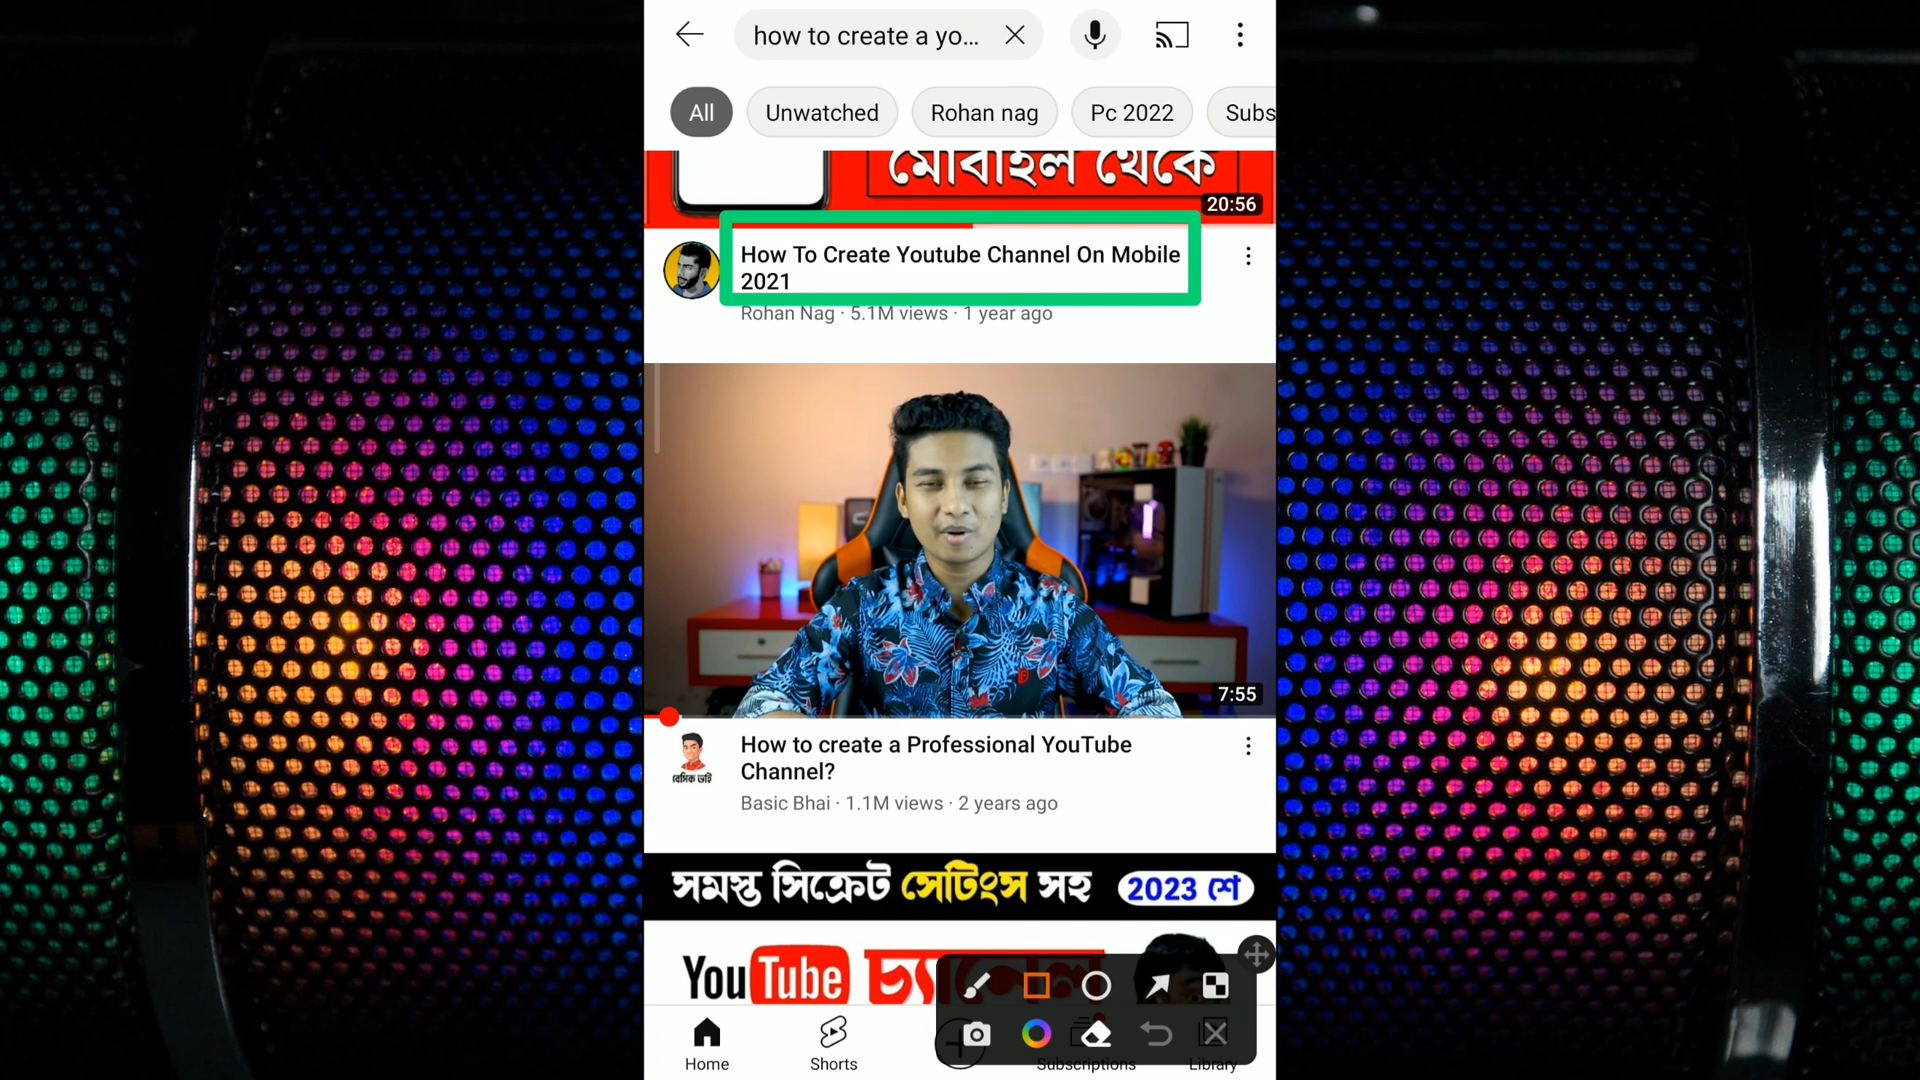 how to create a yo...
All
Unwatched
Rohan nag
Pc 2022
Subs
মোবাইল থেকে
20:56
How To Create Youtube Channel On Mobile
2021
Rohan Nag · 5.1M views · 1 year ago
7:55
বেসিক ভাই
How to create a Professional YouTube
Channel?
Basic Bhai · 1.1M views · 2 years ago
সমস্ত সিক্রেট সেটিংস সহ 2023 শে
YouTube চ্যানেল
Home
Shorts
Subscriptions
Library